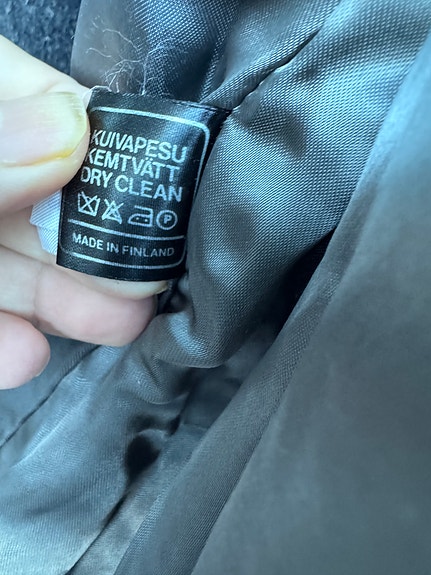 KUIVAPESU
KEMTVÄTT
DRY CLEAN
P
MADE IN FINLAND